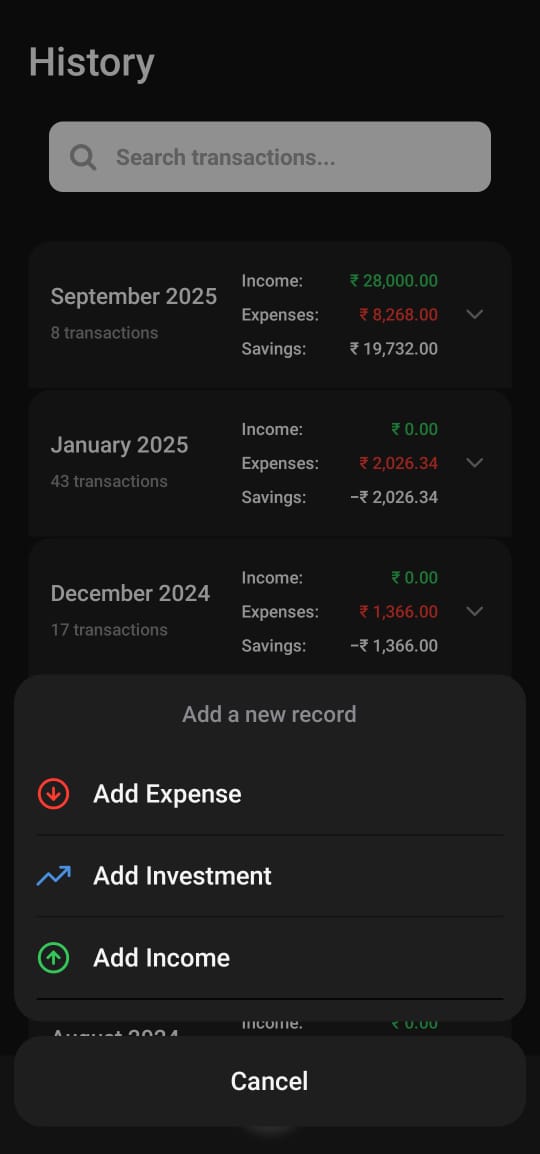 History
Search transactions...
September 2025
8 transactions
Income: ₹ 28,000.00
Expenses: ₹ 8,268.00
Savings: ₹ 19,732.00
January 2025
43 transactions
Income: ₹ 0.00
Expenses: ₹ 2,026.34
Savings: −₹ 2,026.34
December 2024
17 transactions
Income: ₹ 0.00
Expenses: ₹ 1,366.00
Savings: −₹ 1,366.00
Add a new record
Add Expense
Add Investment
Add Income
August 2024
Income: ₹ 0.00
Cancel